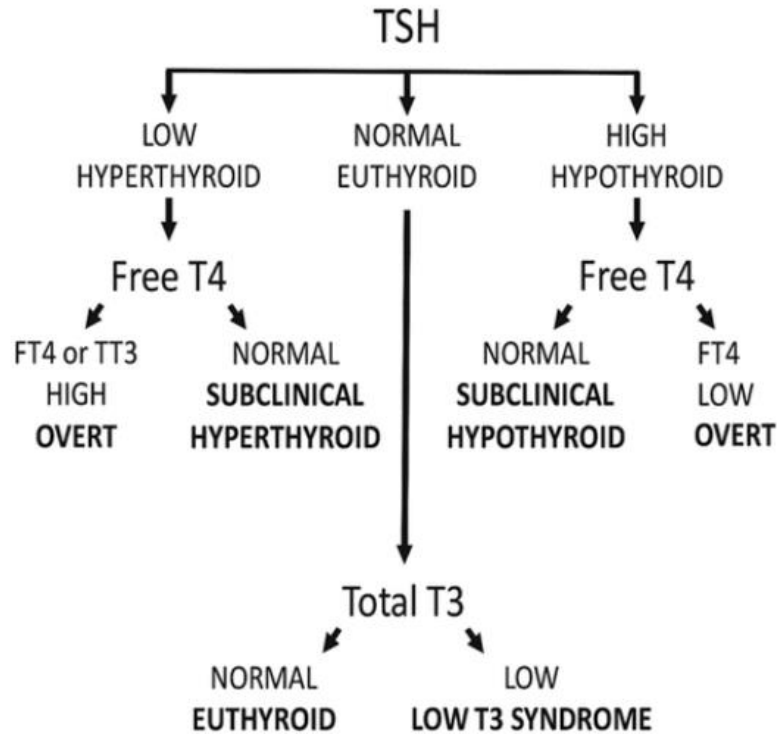 TSH
LOW
HYPERTHYROID
NORMAL
EUTHYROID
HIGH
HYPOTHYROID
Free T4
FT4 or TT3
HIGH
OVERT
NORMAL
SUBCLINICAL
HYPERTHYROID
Free T4
NORMAL
SUBCLINICAL
HYPOTHYROID
FT4
LOW
OVERT
Total T3
NORMAL
EUTHYROID
LOW
LOW T3 SYNDROME